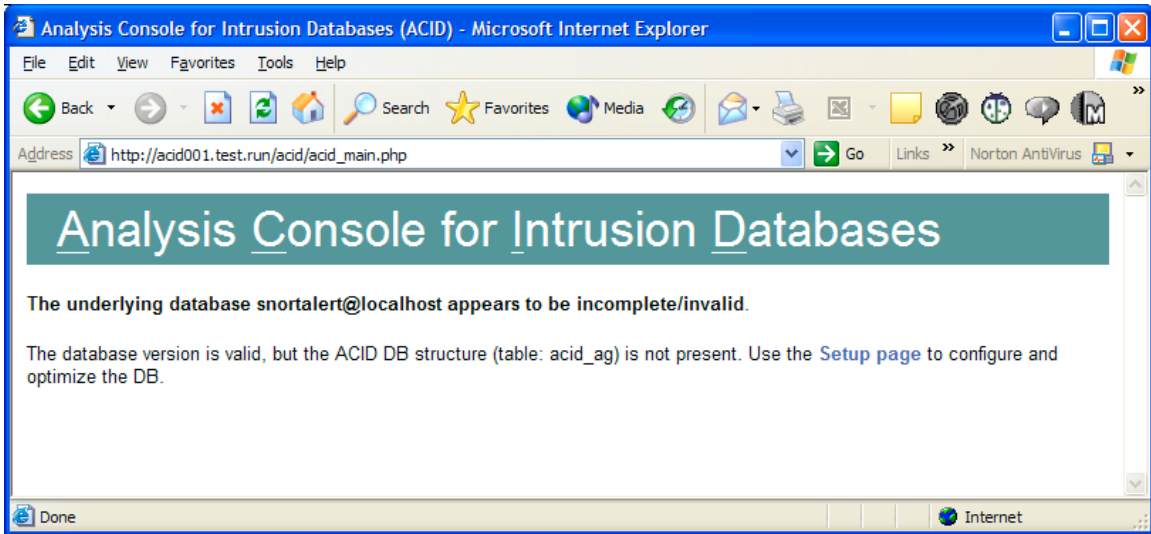 Analysis Console for Intrusion Databases (ACID) - Microsoft Internet Explorer
File Edit View Favorites Tools Help
Back Search Favorites Media »
Address http://acid001.test.run/acid/acid_main.php Go Links » Norton AntiVirus
Analysis Console for Intrusion Databases
The underlying database snortalert@localhost appears to be incomplete/invalid.
The database version is valid, but the ACID DB structure (table: acid_ag) is not present. Use the Setup page to configure and
optimize the DB.
Done Internet